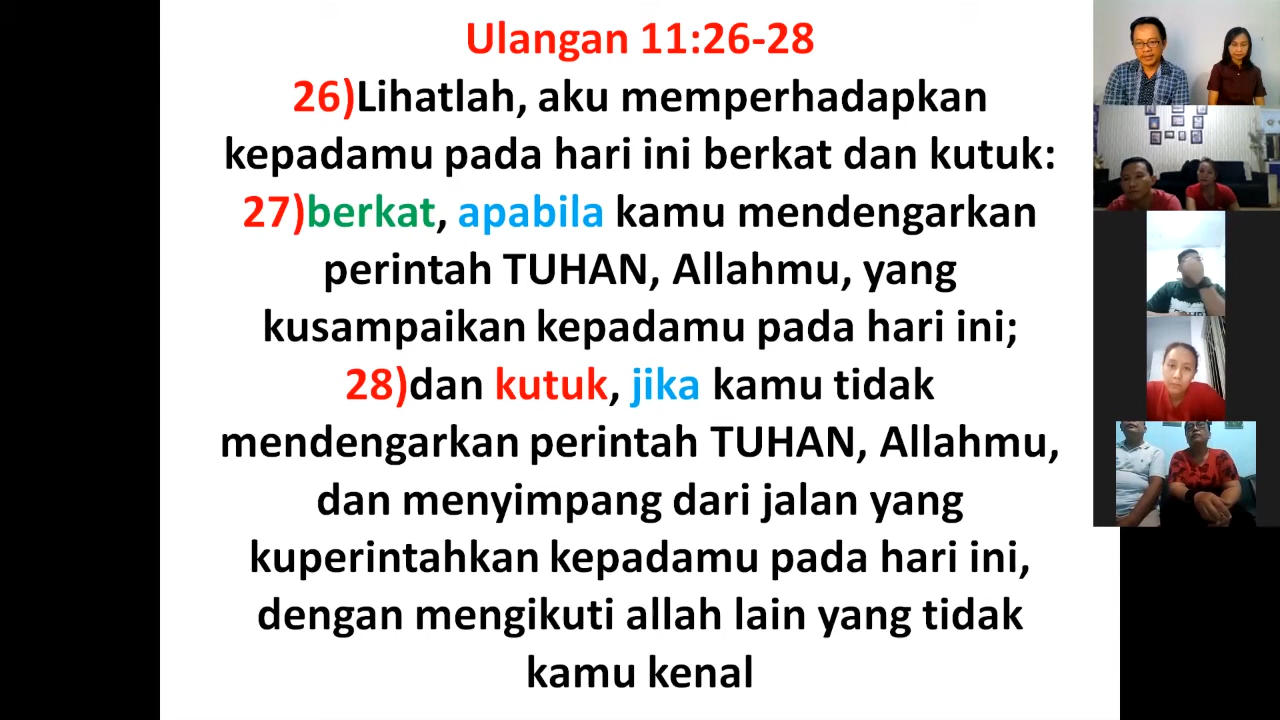 Ulangan 11:26-28
26)Lihatlah, aku memperhadapkan
kepadamu pada hari ini berkat dan kutuk:
27)berkat, apabila kamu mendengarkan
perintah TUHAN, Allahmu, yang
kusampaikan kepadamu pada hari ini;
28)dan kutuk, jika kamu tidak
mendengarkan perintah TUHAN, Allahmu,
dan menyimpang dari jalan yang
kuperintahkan kepadamu pada hari ini,
dengan mengikuti allah lain yang tidak
kamu kenal